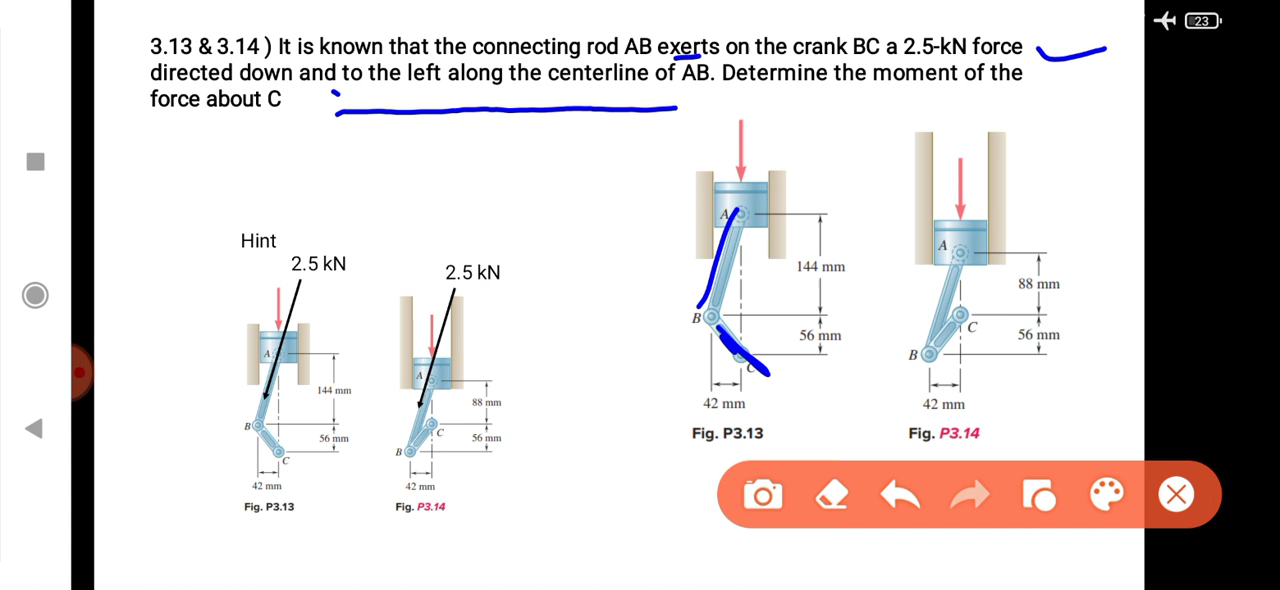 23
3.13 & 3.14 ) It is known that the connecting rod AB exerts on the crank BC a 2.5-kN force
directed down and to the left along the centerline of AB. Determine the moment of the
force about C
Hint
2.5 kN
2.5 kN
A
144 mm
B
56 mm
C
42 mm
Fig. P3.13
A
88 mm
C
56 mm
B
42 mm
Fig. P3.14
A
144 mm
B
56 mm
C
42 mm
Fig. P3.13
A
88 mm
C
56 mm
B
42 mm
Fig. P3.14